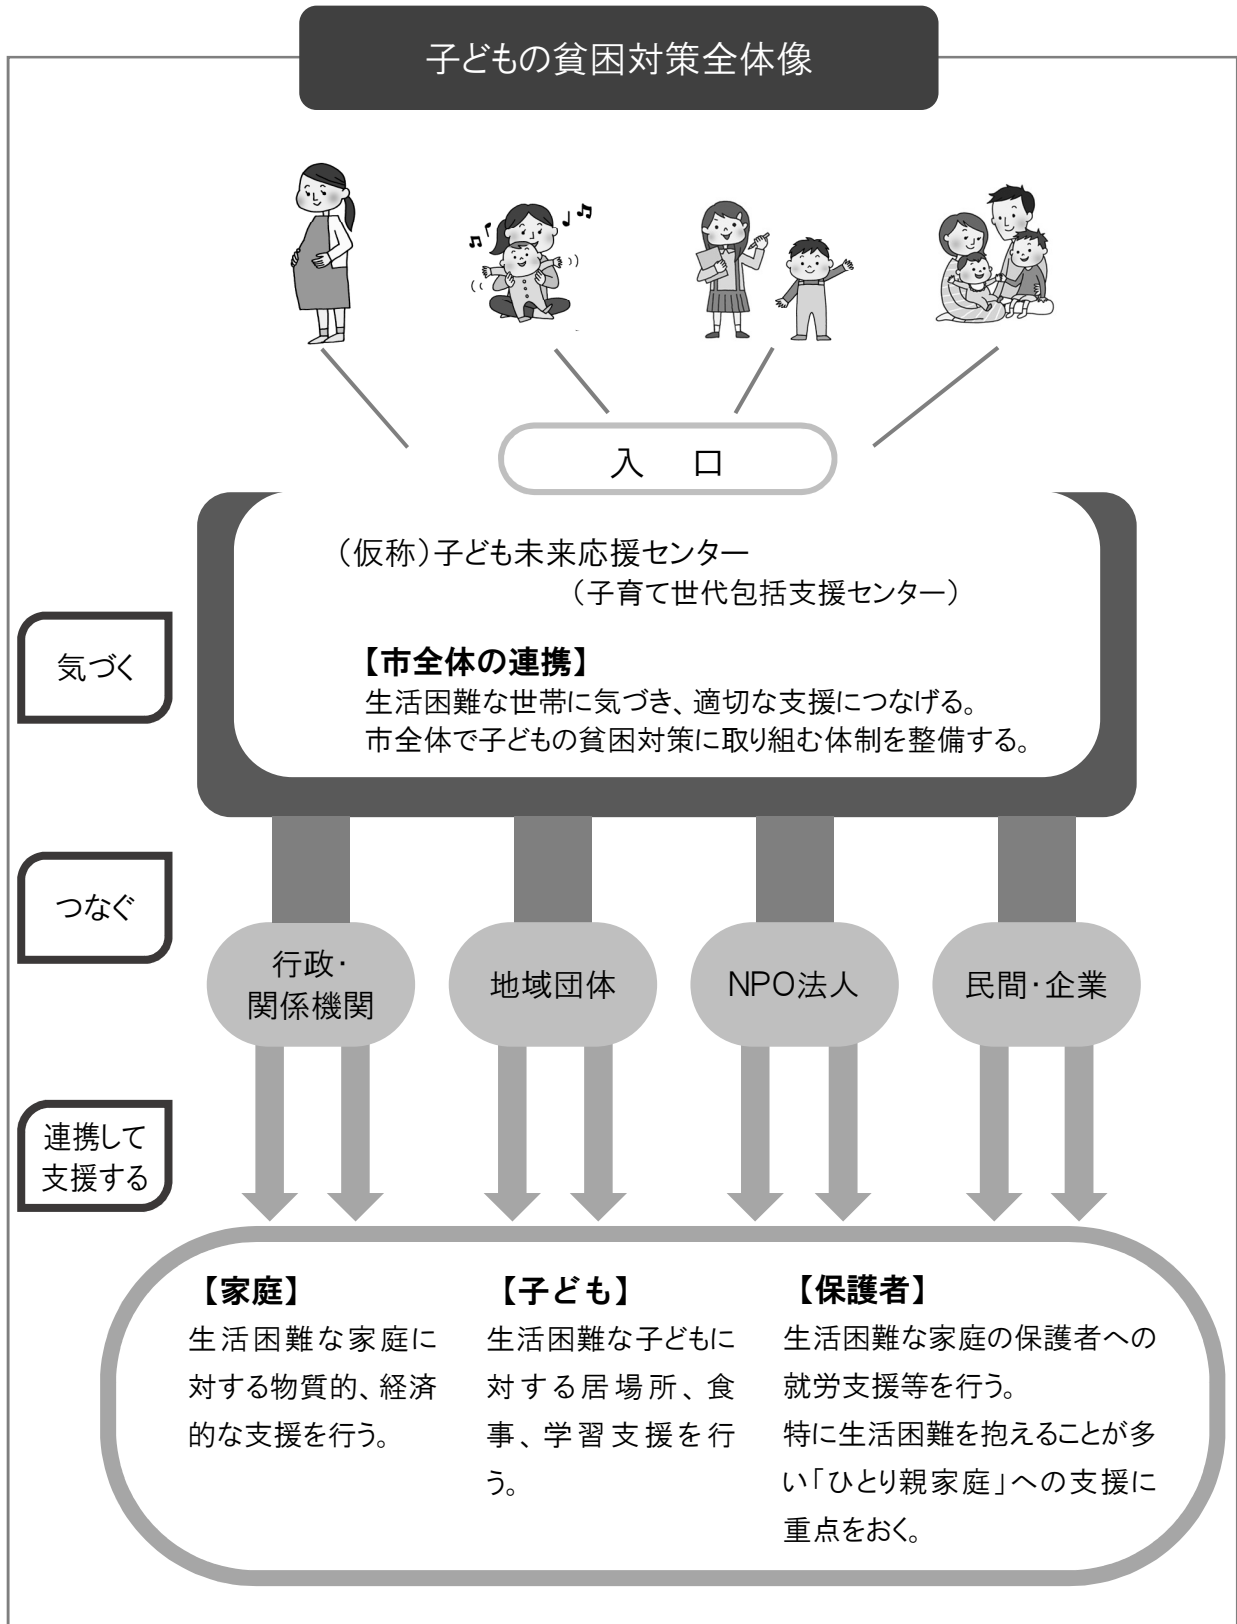 子どもの貧困対策全体像
入　口
（仮称）子ども未来応援センター
（子育て世代包括支援センター）
気づく
【市全体の連携】
生活困難な世帯に気づき、適切な支援につなげる。
市全体で子どもの貧困対策に取り組む体制を整備する。
つなぐ
行政・
関係機関
地域団体
NPO法人
民間・企業
連携して
支援する
【家庭】
生活困難な家庭に
対する物質的、経済
的な支援を行う。
【子ども】
生活困難な子どもに
対する居場所、食
事、学習支援を行
う。
【保護者】
生活困難な家庭の保護者への
就労支援等を行う。
特に生活困難を抱えることが多
い「ひとり親家庭」への支援に
重点をおく。